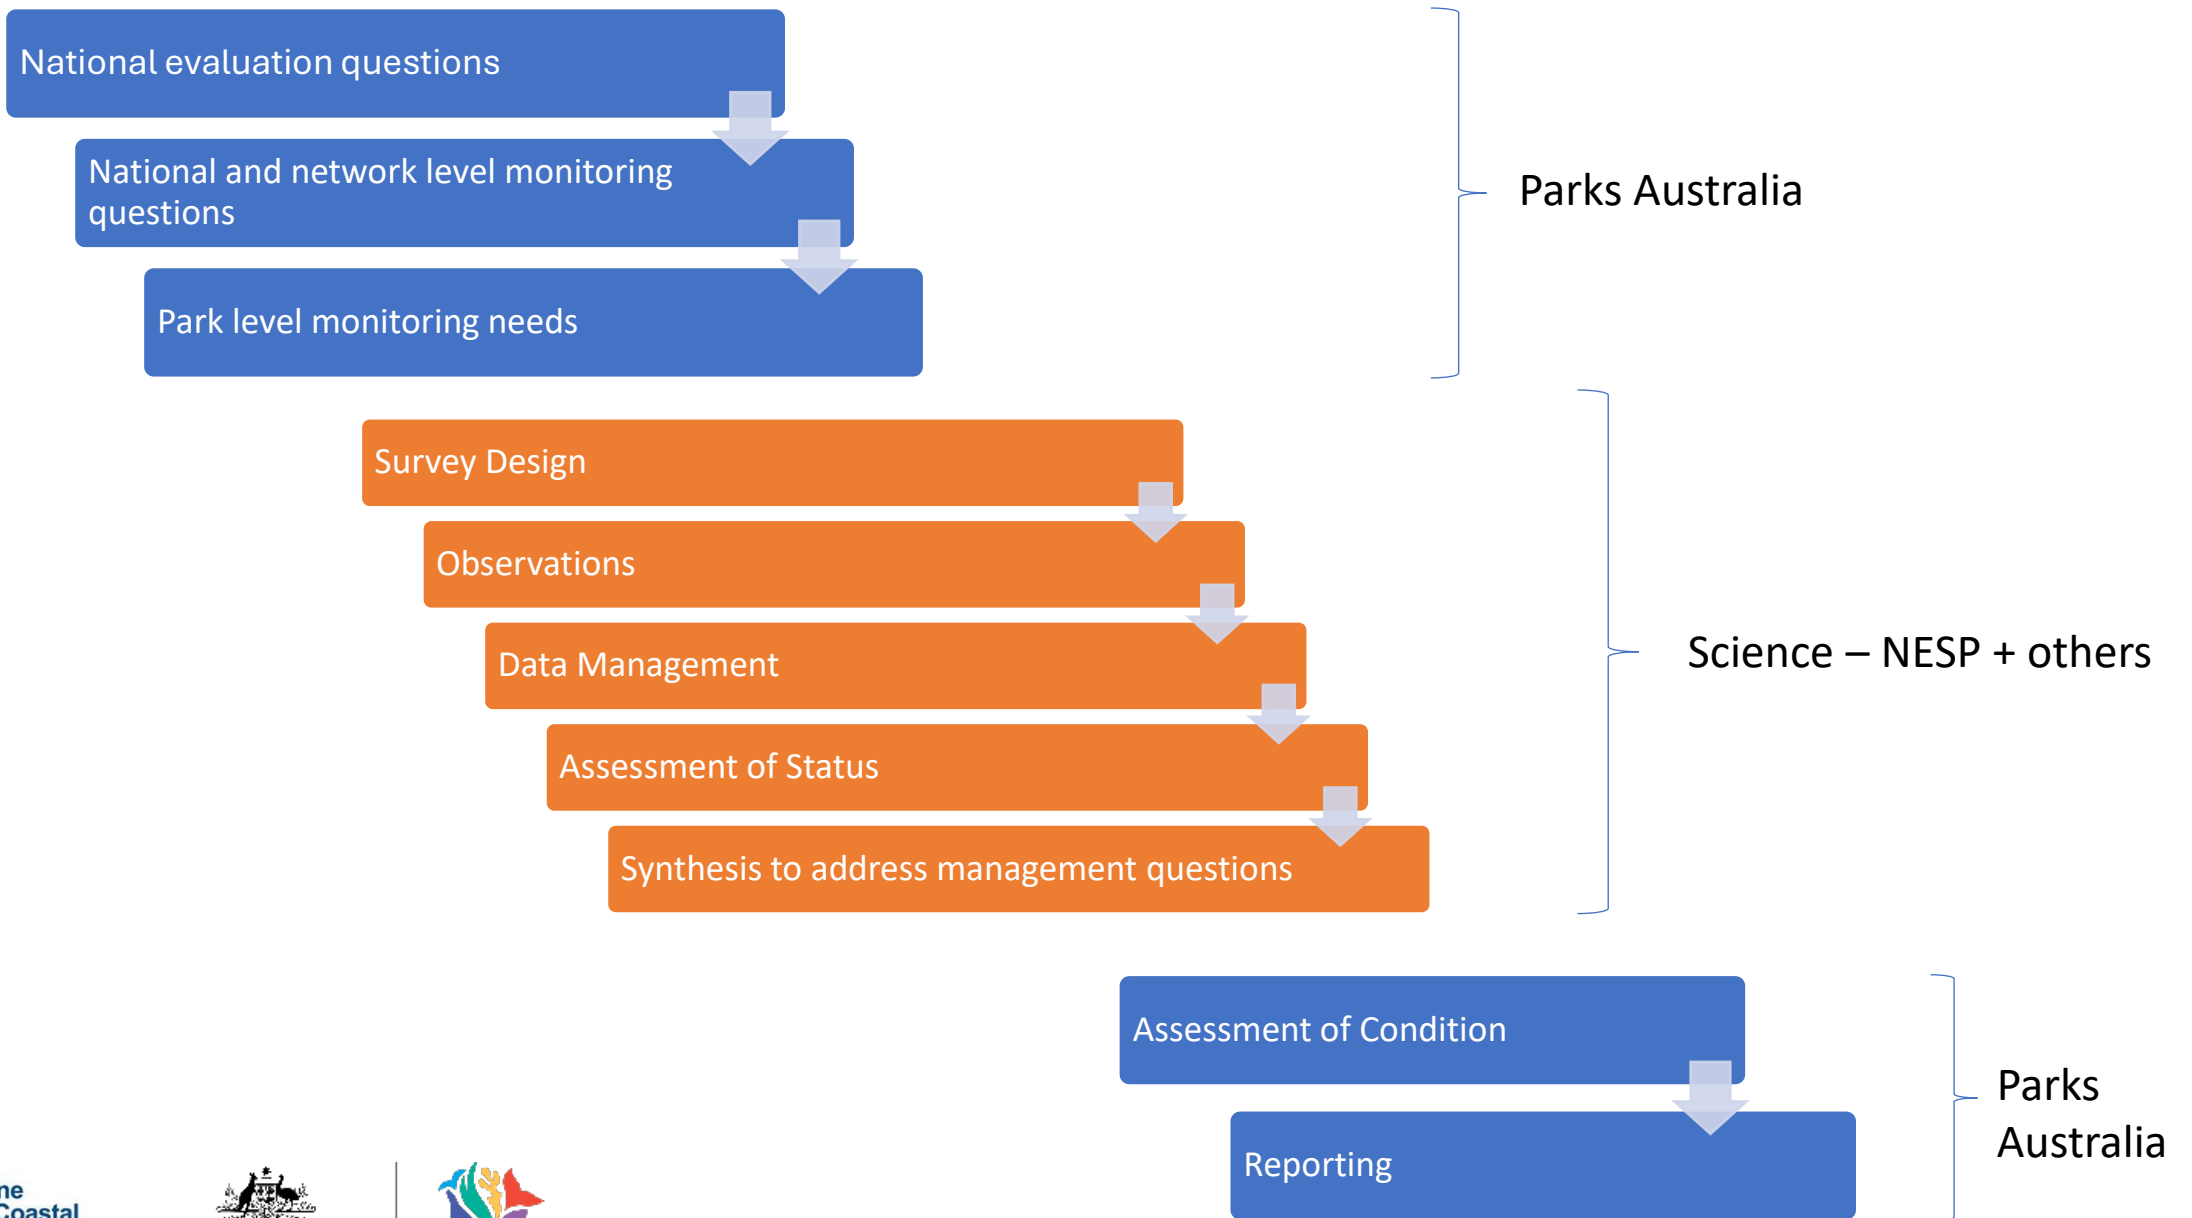 National evaluation questions
National and network level monitoring
questions
Park level monitoring needs
Parks Australia
Survey Design
Observations
Data Management
Assessment of Status
Synthesis to address management questions
Science – NESP + others
Assessment of Condition
Reporting
Parks
Australia
Coastal